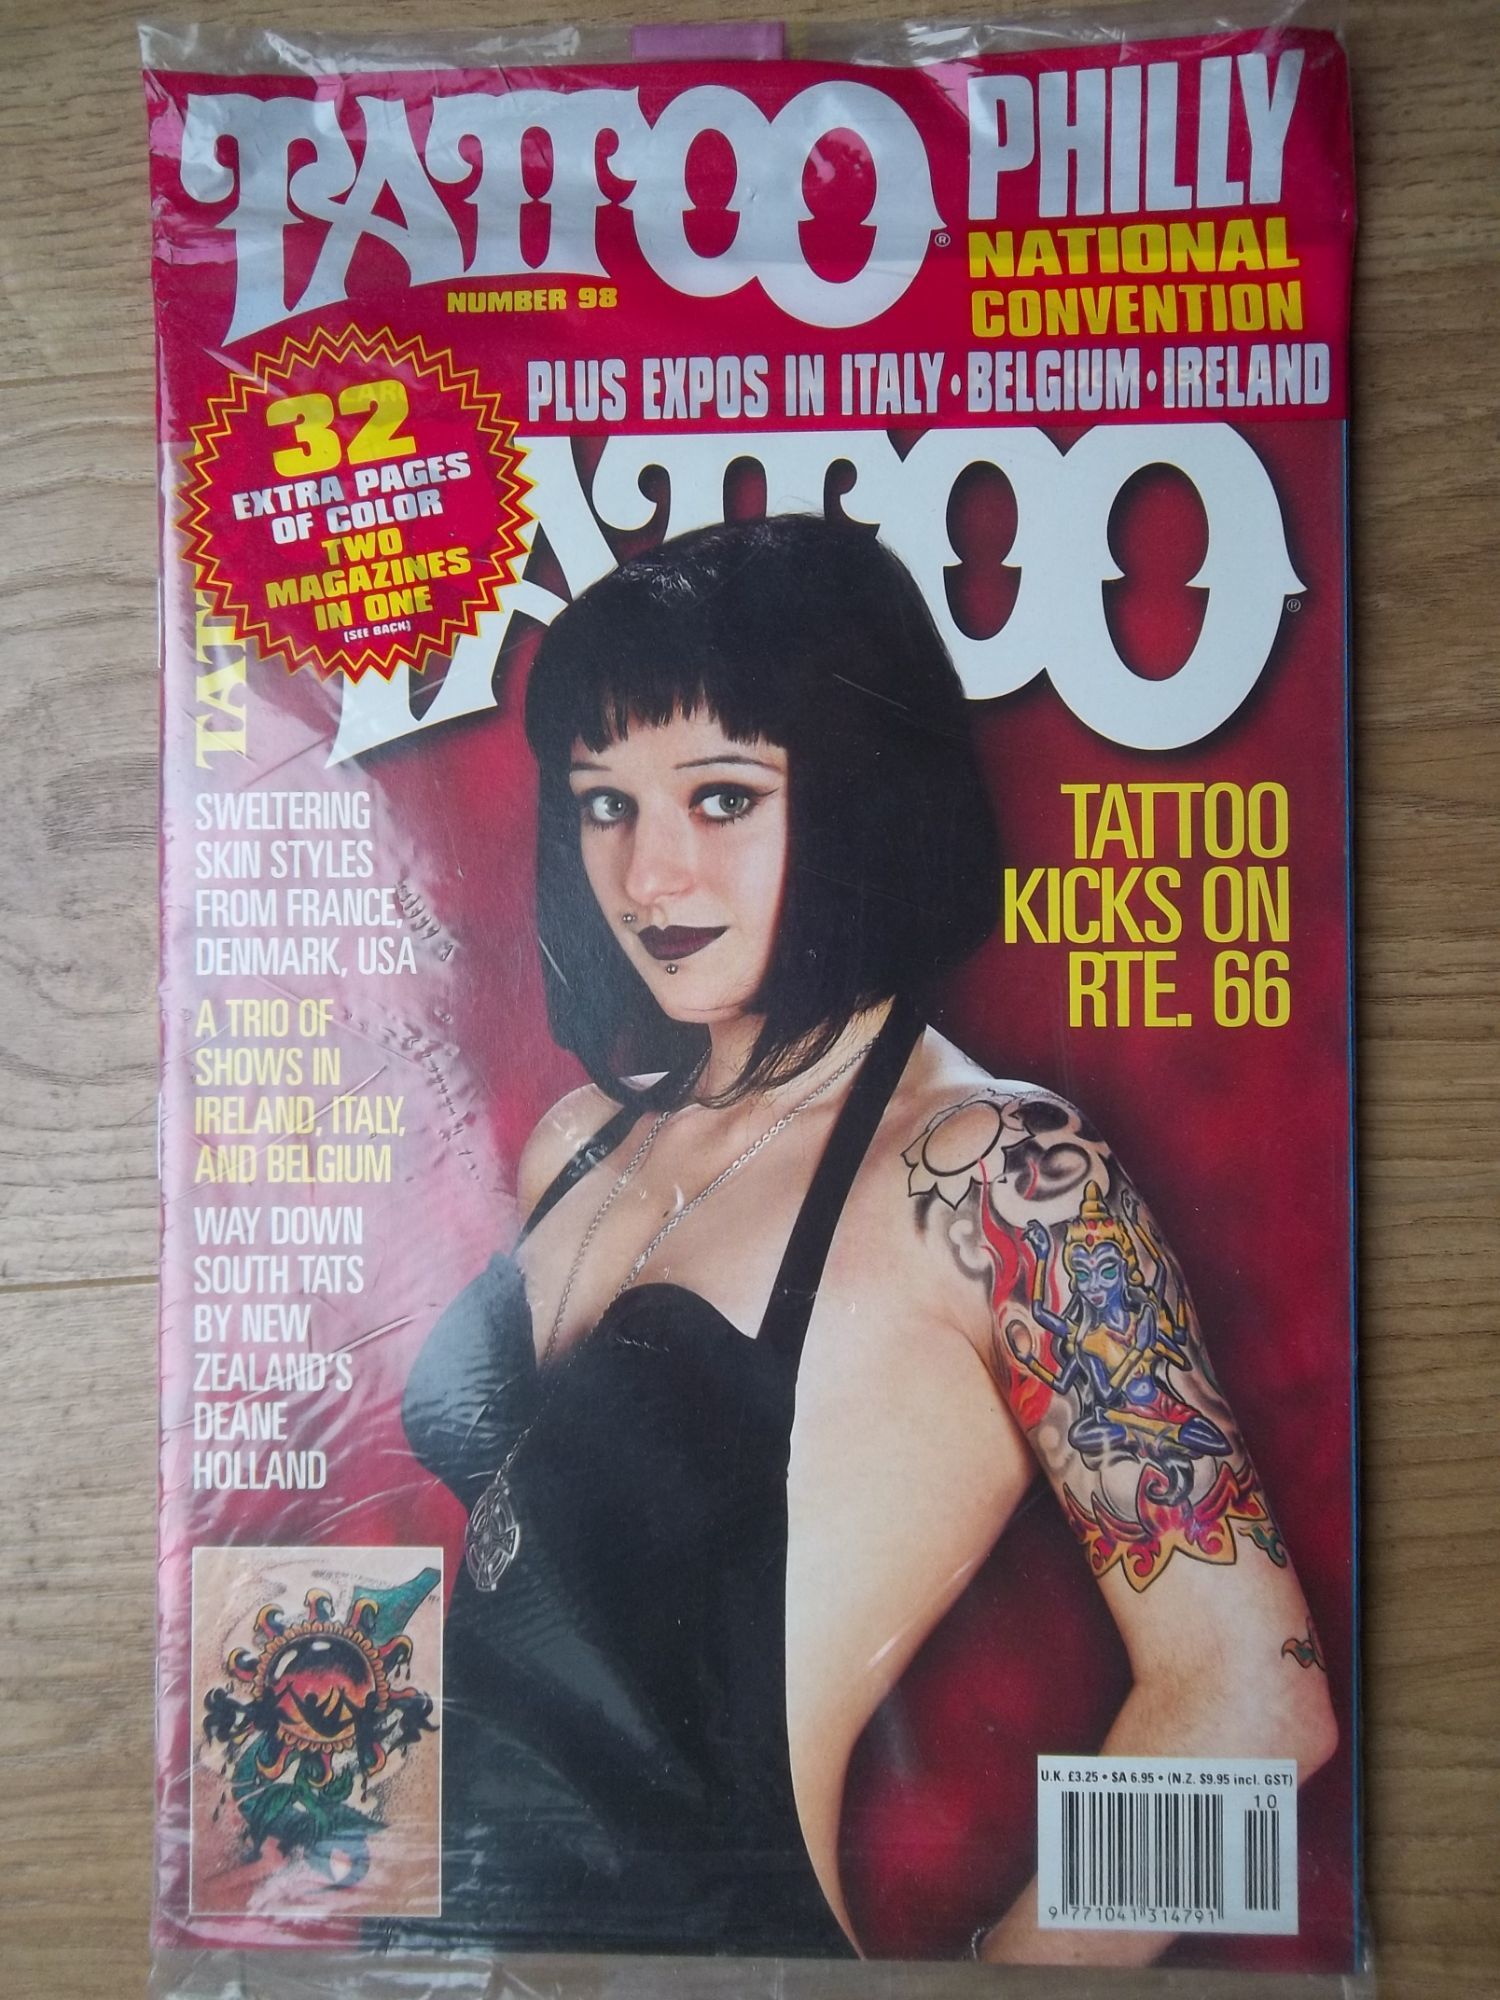 TATTOO®
NUMBER 98
PHILLY
NATIONAL
CONVENTION
PLUS EXPOS IN ITALY•BELGIUM•IRELAND
32
EXTRA PAGES
OF COLOR
TWO
MAGAZINES
IN ONE
(SEE BACK)
TATTOO®
TAT
SWELTERING
SKIN STYLES
FROM FRANCE,
DENMARK, USA
A TRIO OF
SHOWS IN
IRELAND, ITALY,
AND BELGIUM
WAY DOWN
SOUTH TATS
BY NEW
ZEALAND'S
DEANE
HOLLAND
TATTOO
KICKS ON
RTE. 66
U.K. £3.25 • $A 6.95 • (N.Z. $9.95 incl. GST)
10
9 771041 314791